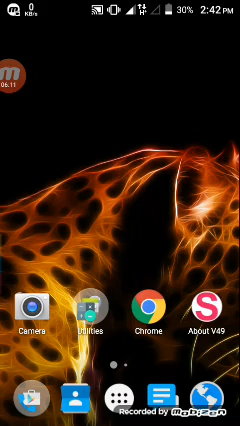 0
KB/s
H+
30% 2:42 PM
m
06:11
S
Camera Utilities Chrome About V49
Recorded by mobizen